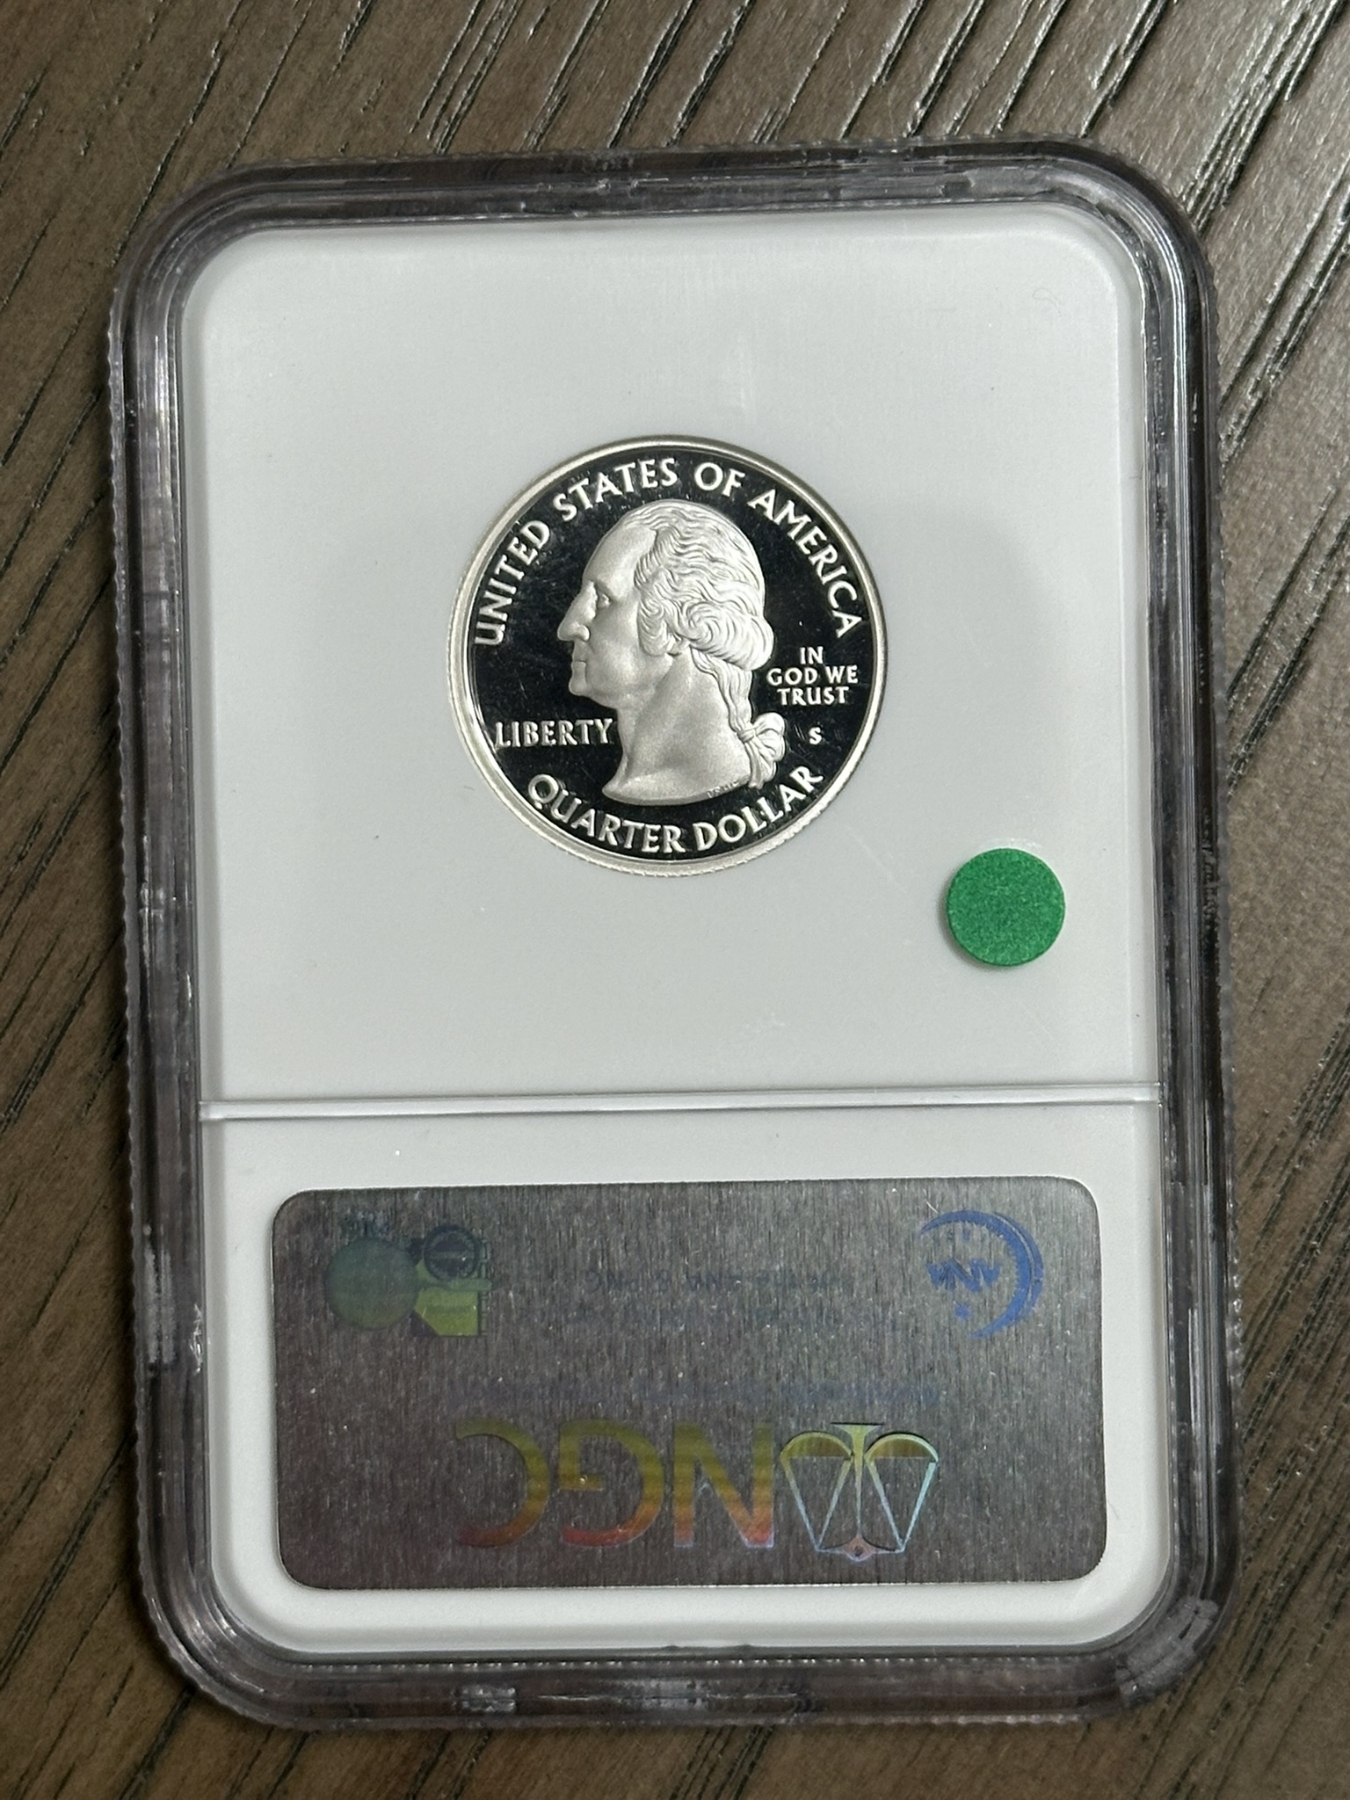 UNITED STATES OF AMERICA
IN
GOD WE
TRUST
LIBERTY
S
QUARTER DOLLAR
NGC